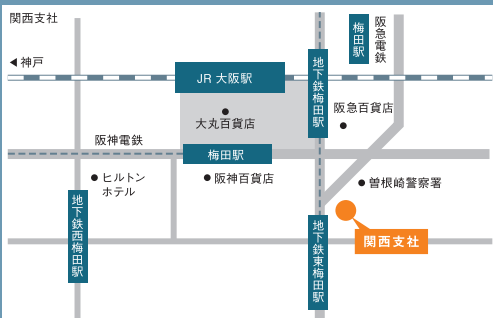 関西支社
梅田駅
阪急電鉄
神戸
JR 大阪駅
地下鉄梅田駅
大丸百貨店
阪急百貨店
阪神電鉄
梅田駅
ヒルトン
ホテル
阪神百貨店
曽根崎警察署
地下鉄西梅田駅
地下鉄東梅田駅
関西支社